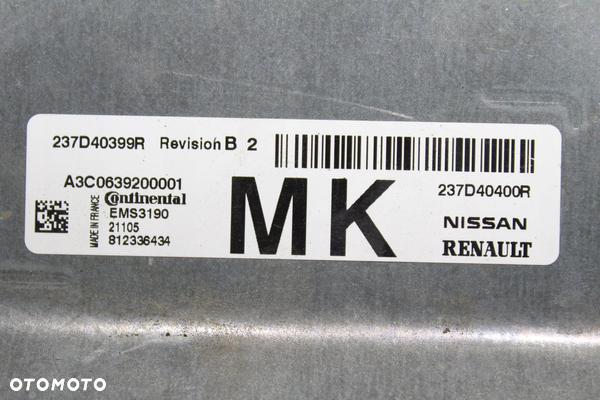 237D40399R Revision B 2
A3C0639200001
Continental
EMS3190
21105
812336434
MADE IN FRANCE
MK
237D40400R
NISSAN
RENAULT
OTOMOTO